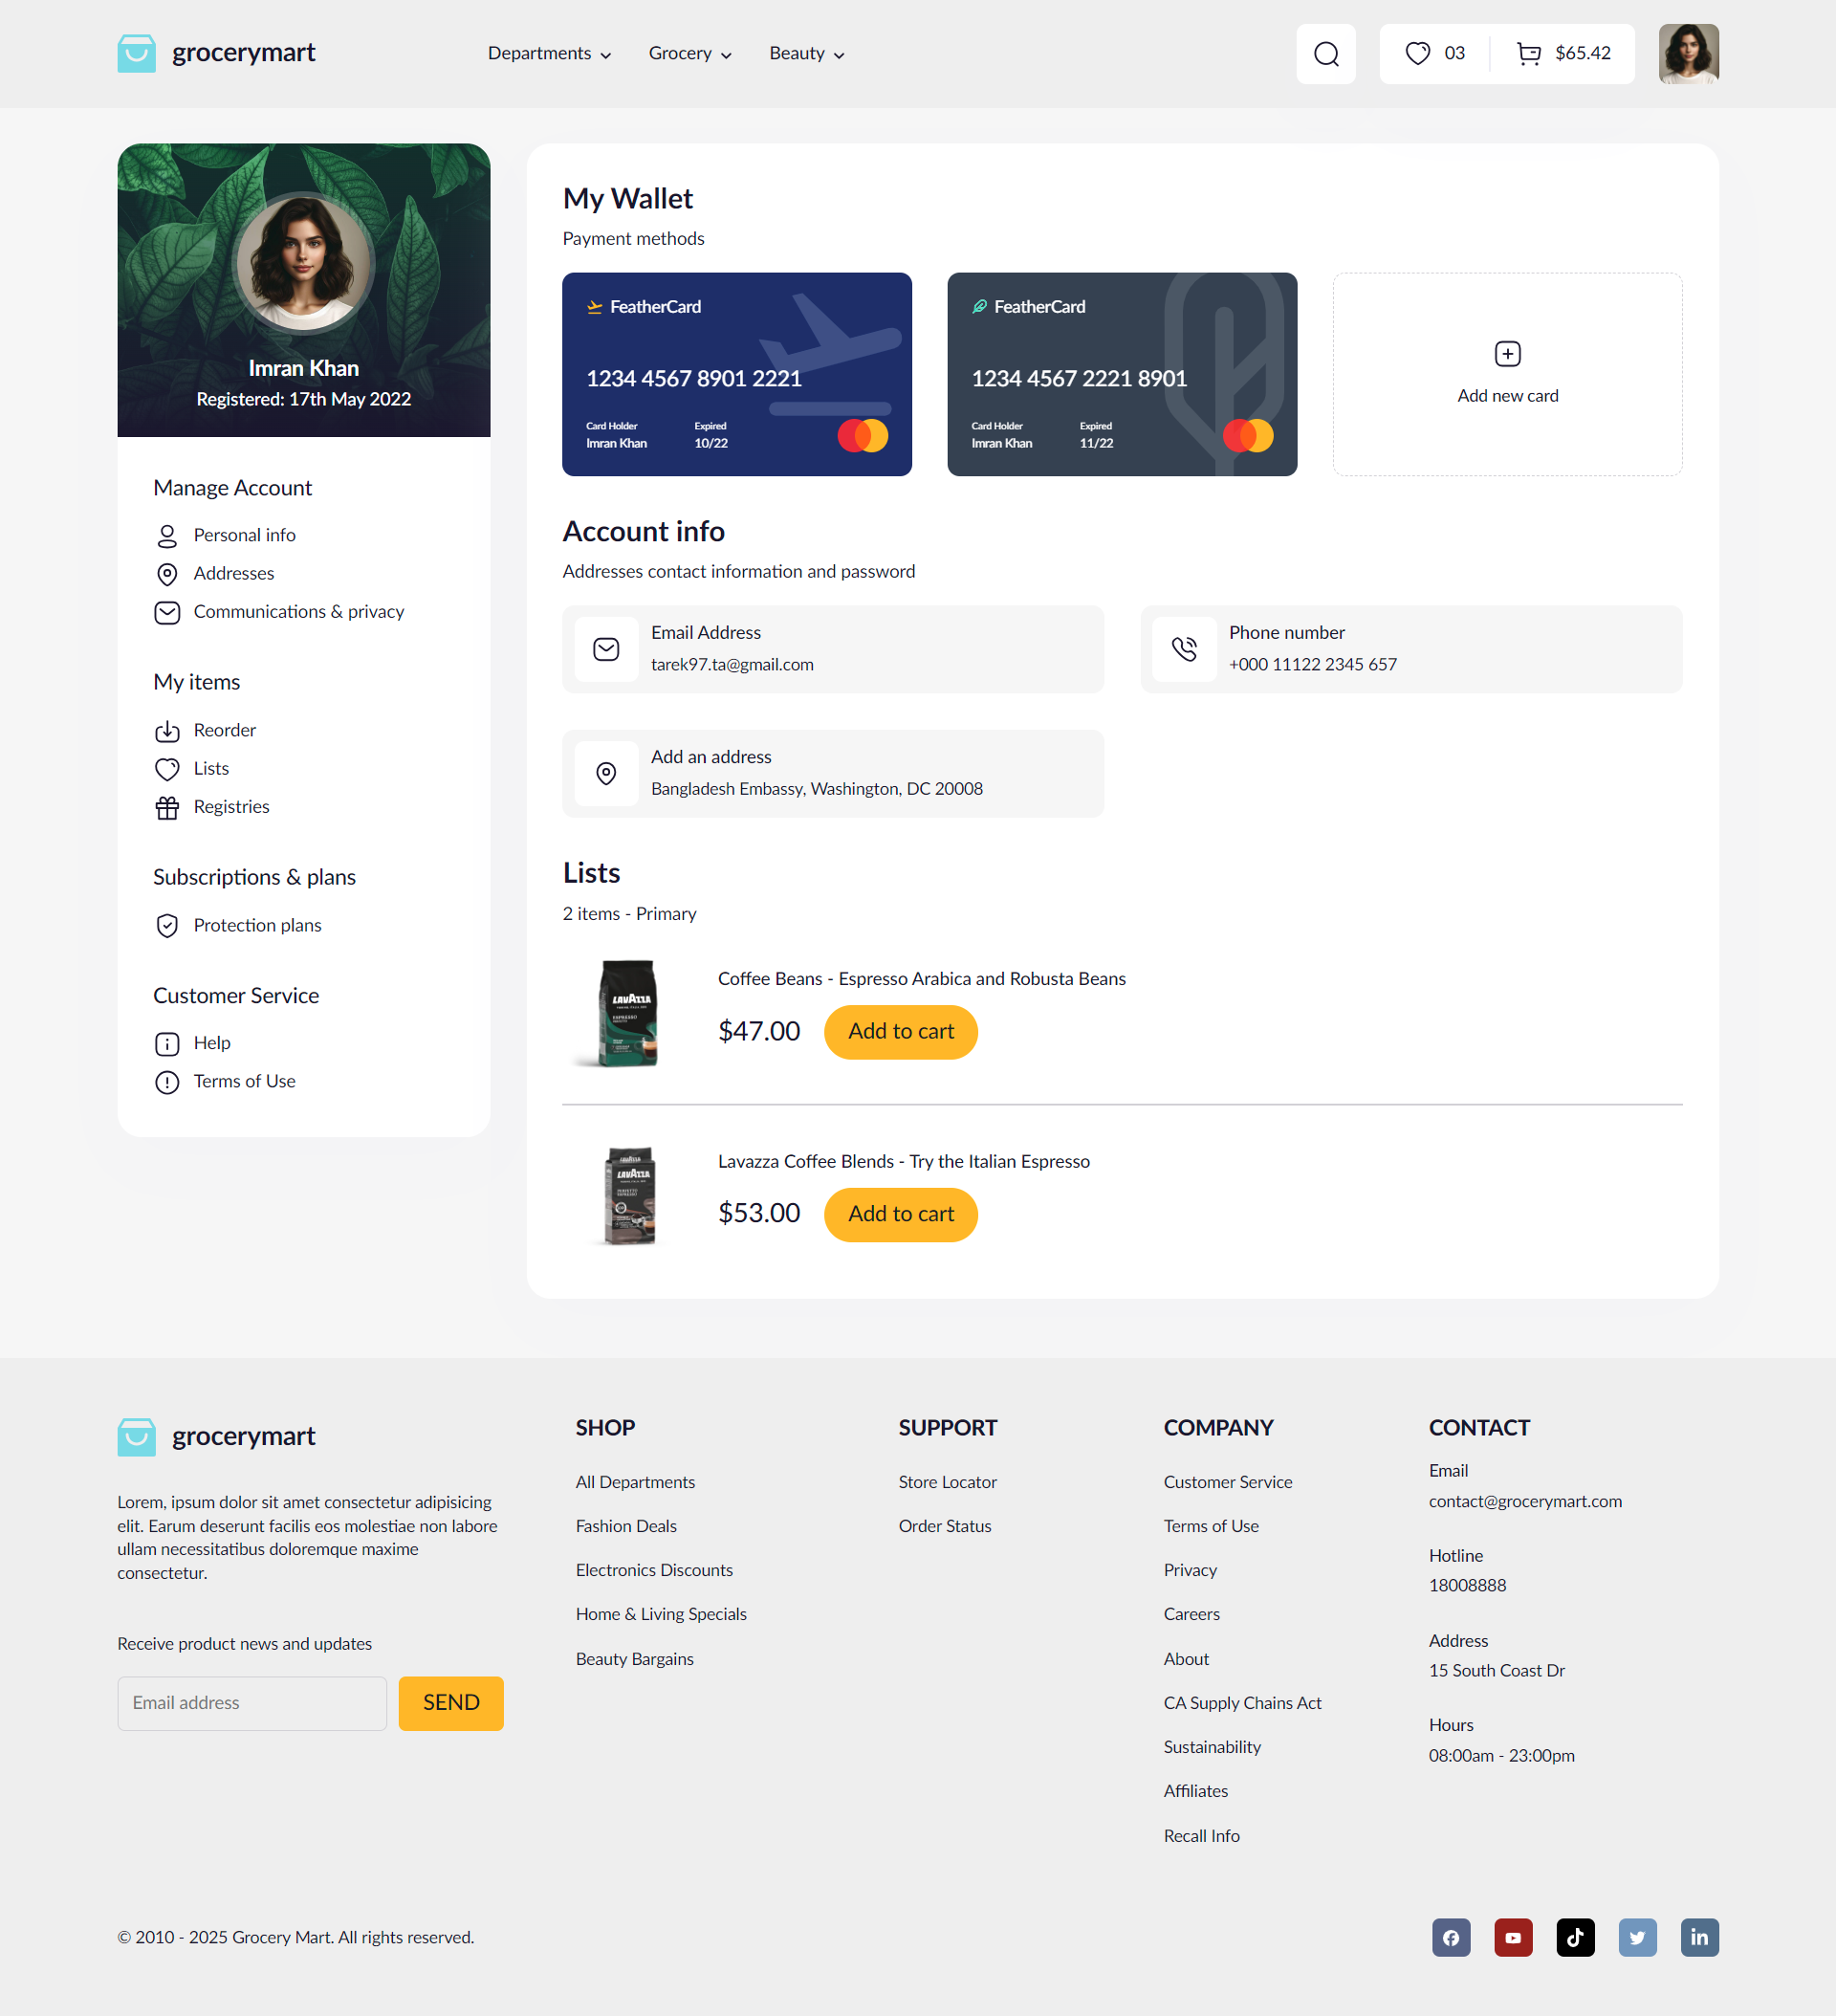 grocerymart
Departments
Grocery
Beauty
03
$65.42
Imran Khan
Registered: 17th May 2022
Manage Account
Personal info
Addresses
Communications & privacy
My items
Reorder
Lists
Registries
Subscriptions & plans
Protection plans
Customer Service
Help
Terms of Use
My Wallet
Payment methods
FeatherCard
1234 4567 8901 2221
Card Holder Expired
Imran Khan 10/22
FeatherCard
1234 4567 2221 8901
Card Holder Expired
Imran Khan 11/22
Add new card
Account info
Addresses contact information and password
Email Address
tarek97.ta@gmail.com
Phone number
+000 11122 2345 657
Add an address
Bangladesh Embassy, Washington, DC 20008
Lists
2 items - Primary
LAVAZZA
ESPRESSO
Coffee Beans - Espresso Arabica and Robusta Beans
$47.00
Add to cart
LAVAZZA
LAVAZZA
Lavazza Coffee Blends - Try the Italian Espresso
$53.00
Add to cart
grocerymart
Lorem, ipsum dolor sit amet consectetur adipisicing
elit. Earum deserunt facilis eos molestiae non labore
ullam necessitatibus doloremque maxime
consectetur.
Receive product news and updates
Email address
SEND
SHOP
All Departments
Fashion Deals
Electronics Discounts
Home & Living Specials
Beauty Bargains
SUPPORT
Store Locator
Order Status
COMPANY
Customer Service
Terms of Use
Privacy
Careers
About
CA Supply Chains Act
Sustainability
Affiliates
Recall Info
CONTACT
Email
contact@grocerymart.com
Hotline
18008888
Address
15 South Coast Dr
Hours
08:00am - 23:00pm
© 2010 - 2025 Grocery Mart. All rights reserved.
in